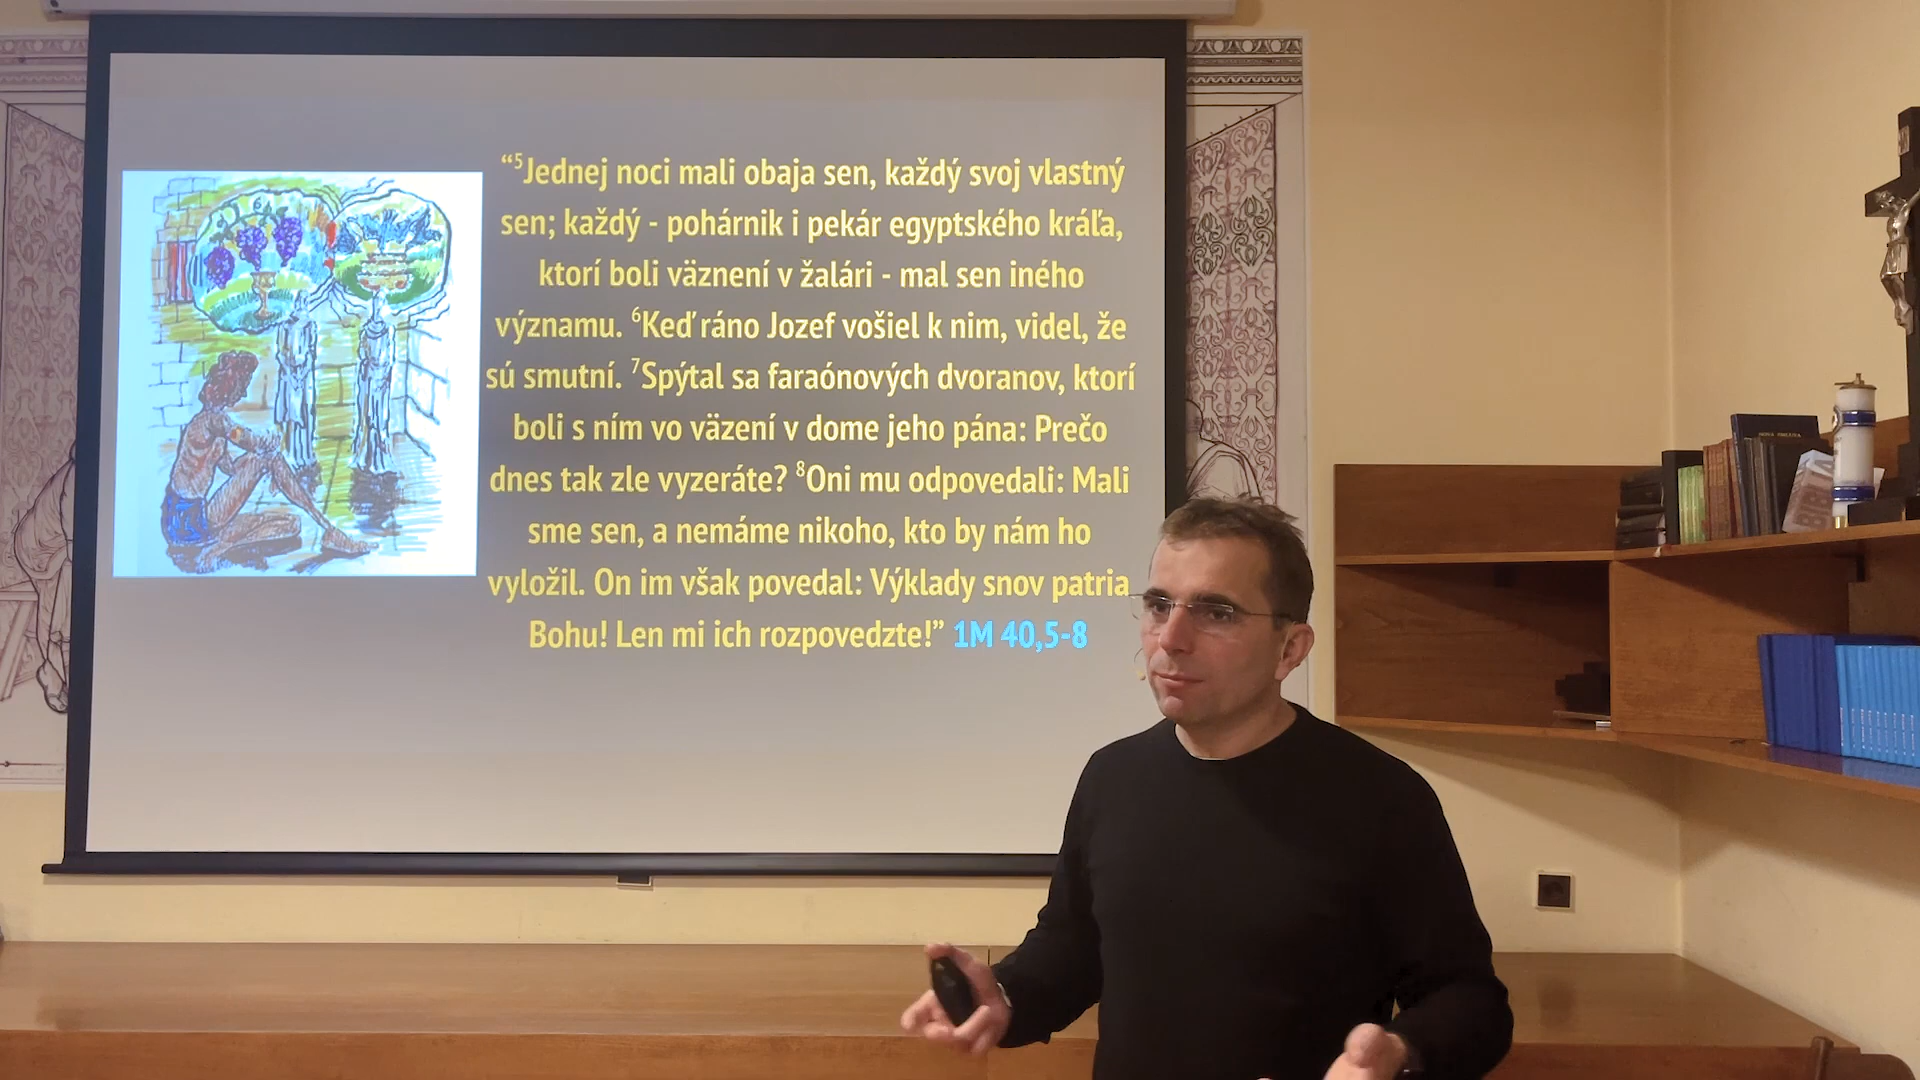 “⁵Jednej noci mali obaja sen, každý svoj vlastný
sen; každý - pohárnik i pekár egyptského kráľa,
ktorí boli väznení v žalári - mal sen iného
významu. ⁶Keď ráno Jozef vošiel k nim, videl, že
sú smutní. ⁷Spýtal sa faraónových dvoranov, ktorí
boli s ním vo väzení v dome jeho pána: Prečo
dnes tak zle vyzeráte? ⁸Oni mu odpovedali: Mali
sme sen, a nemáme nikoho, kto by nám ho
vyložil. On im však povedal: Výklady snov patria
Bohu! Len mi ich rozpovedzte!” 1M 40,5-8
BIBLIA